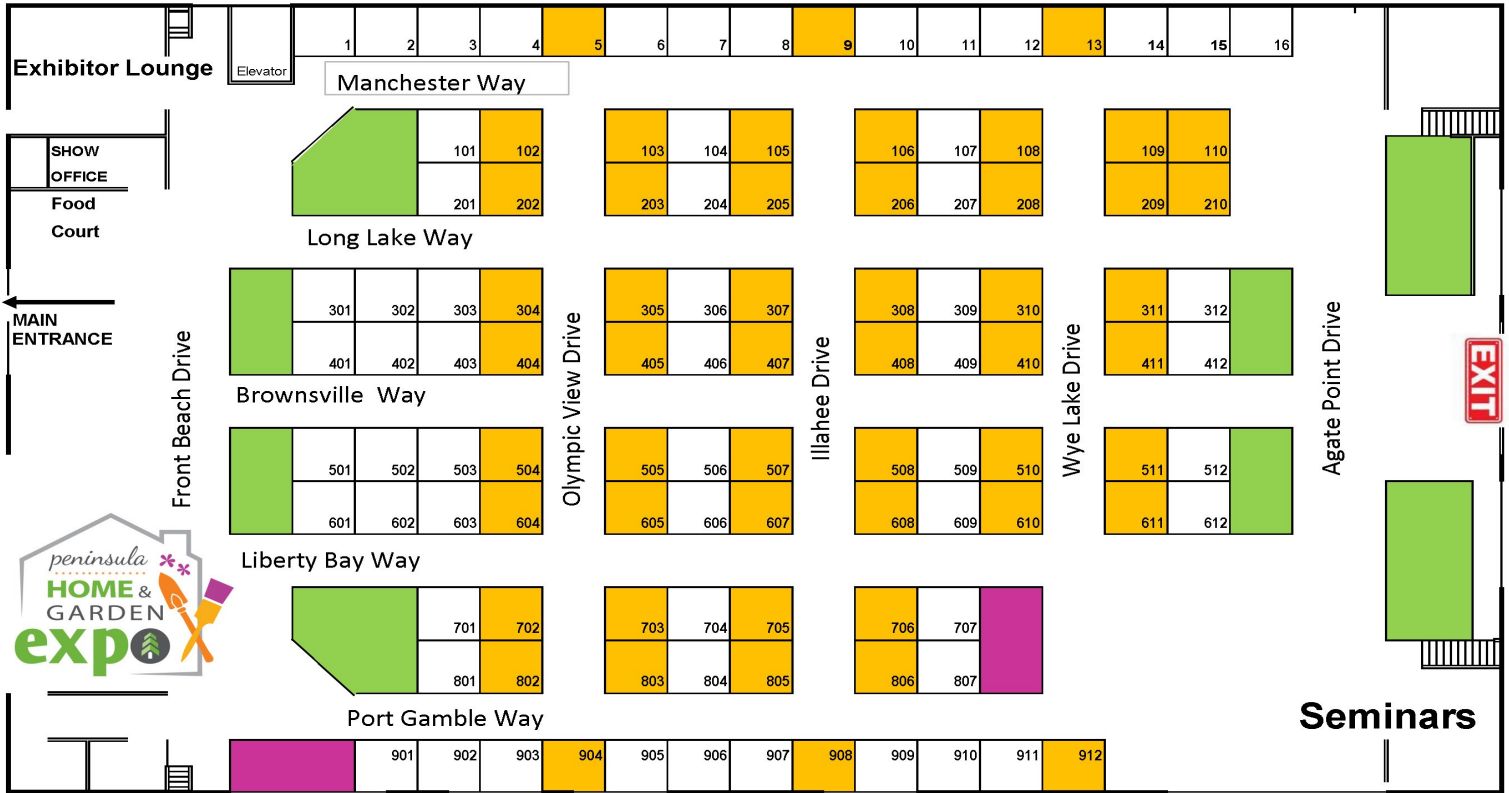 1 2 3 4 5 6 7 8 9 10 11 12 13 14 15 16
Exhibitor Lounge
Elevator
Manchester Way
SHOW
OFFICE
Food
Court
101 102 103 104 105 106 107 108 109 110
201 202 203 204 205 206 207 208 209 210
Long Lake Way
MAIN
ENTRANCE
301 302 303 304 305 306 307 308 309 310 311 312
401 402 403 404 405 406 407 408 409 410 411 412
Front Beach Drive
Olympic View Drive
Illahee Drive
Wye Lake Drive
Agate Point Drive
EXIT
Brownsville Way
501 502 503 504 505 506 507 508 509 510 511 512
601 602 603 604 605 606 607 608 609 610 611 612
Liberty Bay Way
peninsula
HOME &
GARDEN
expo
701 702 703 704 705 706 707
801 802 803 804 805 806 807
Port Gamble Way
Seminars
901 902 903 904 905 906 907 908 909 910 911 912